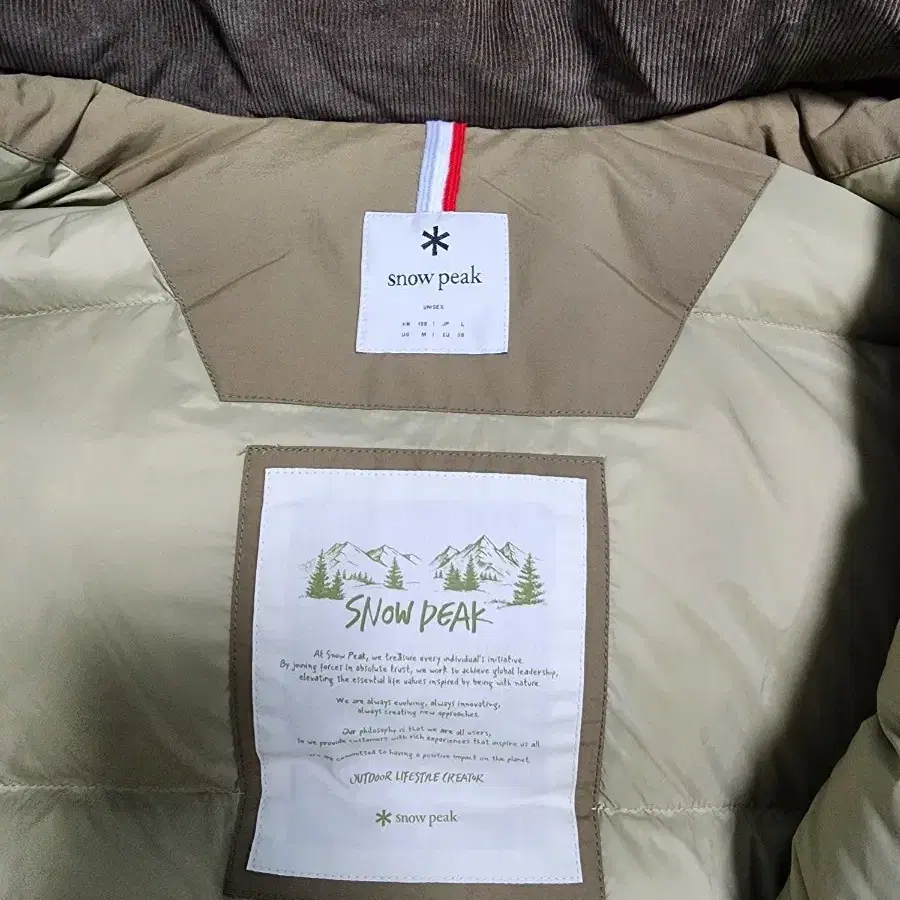 snow peak
UNISEX
KR 100 | JP L
US M | EU 50
SNOW PEAK
At Snow Peak, we treasure every individual's initiative
By joining forces in absolute trust, we work to achieve global leadership,
elevating the essential life values inspired by being with nature
We are always evolving, always innovating,
always creating new approaches.
Our philosophy is that we are all users,
So we provide customers with rich experiences that inspire us all
we are committed to having a positive impact on the planet
OUTDOOR LIFESTYLE CREATOR
snow peak